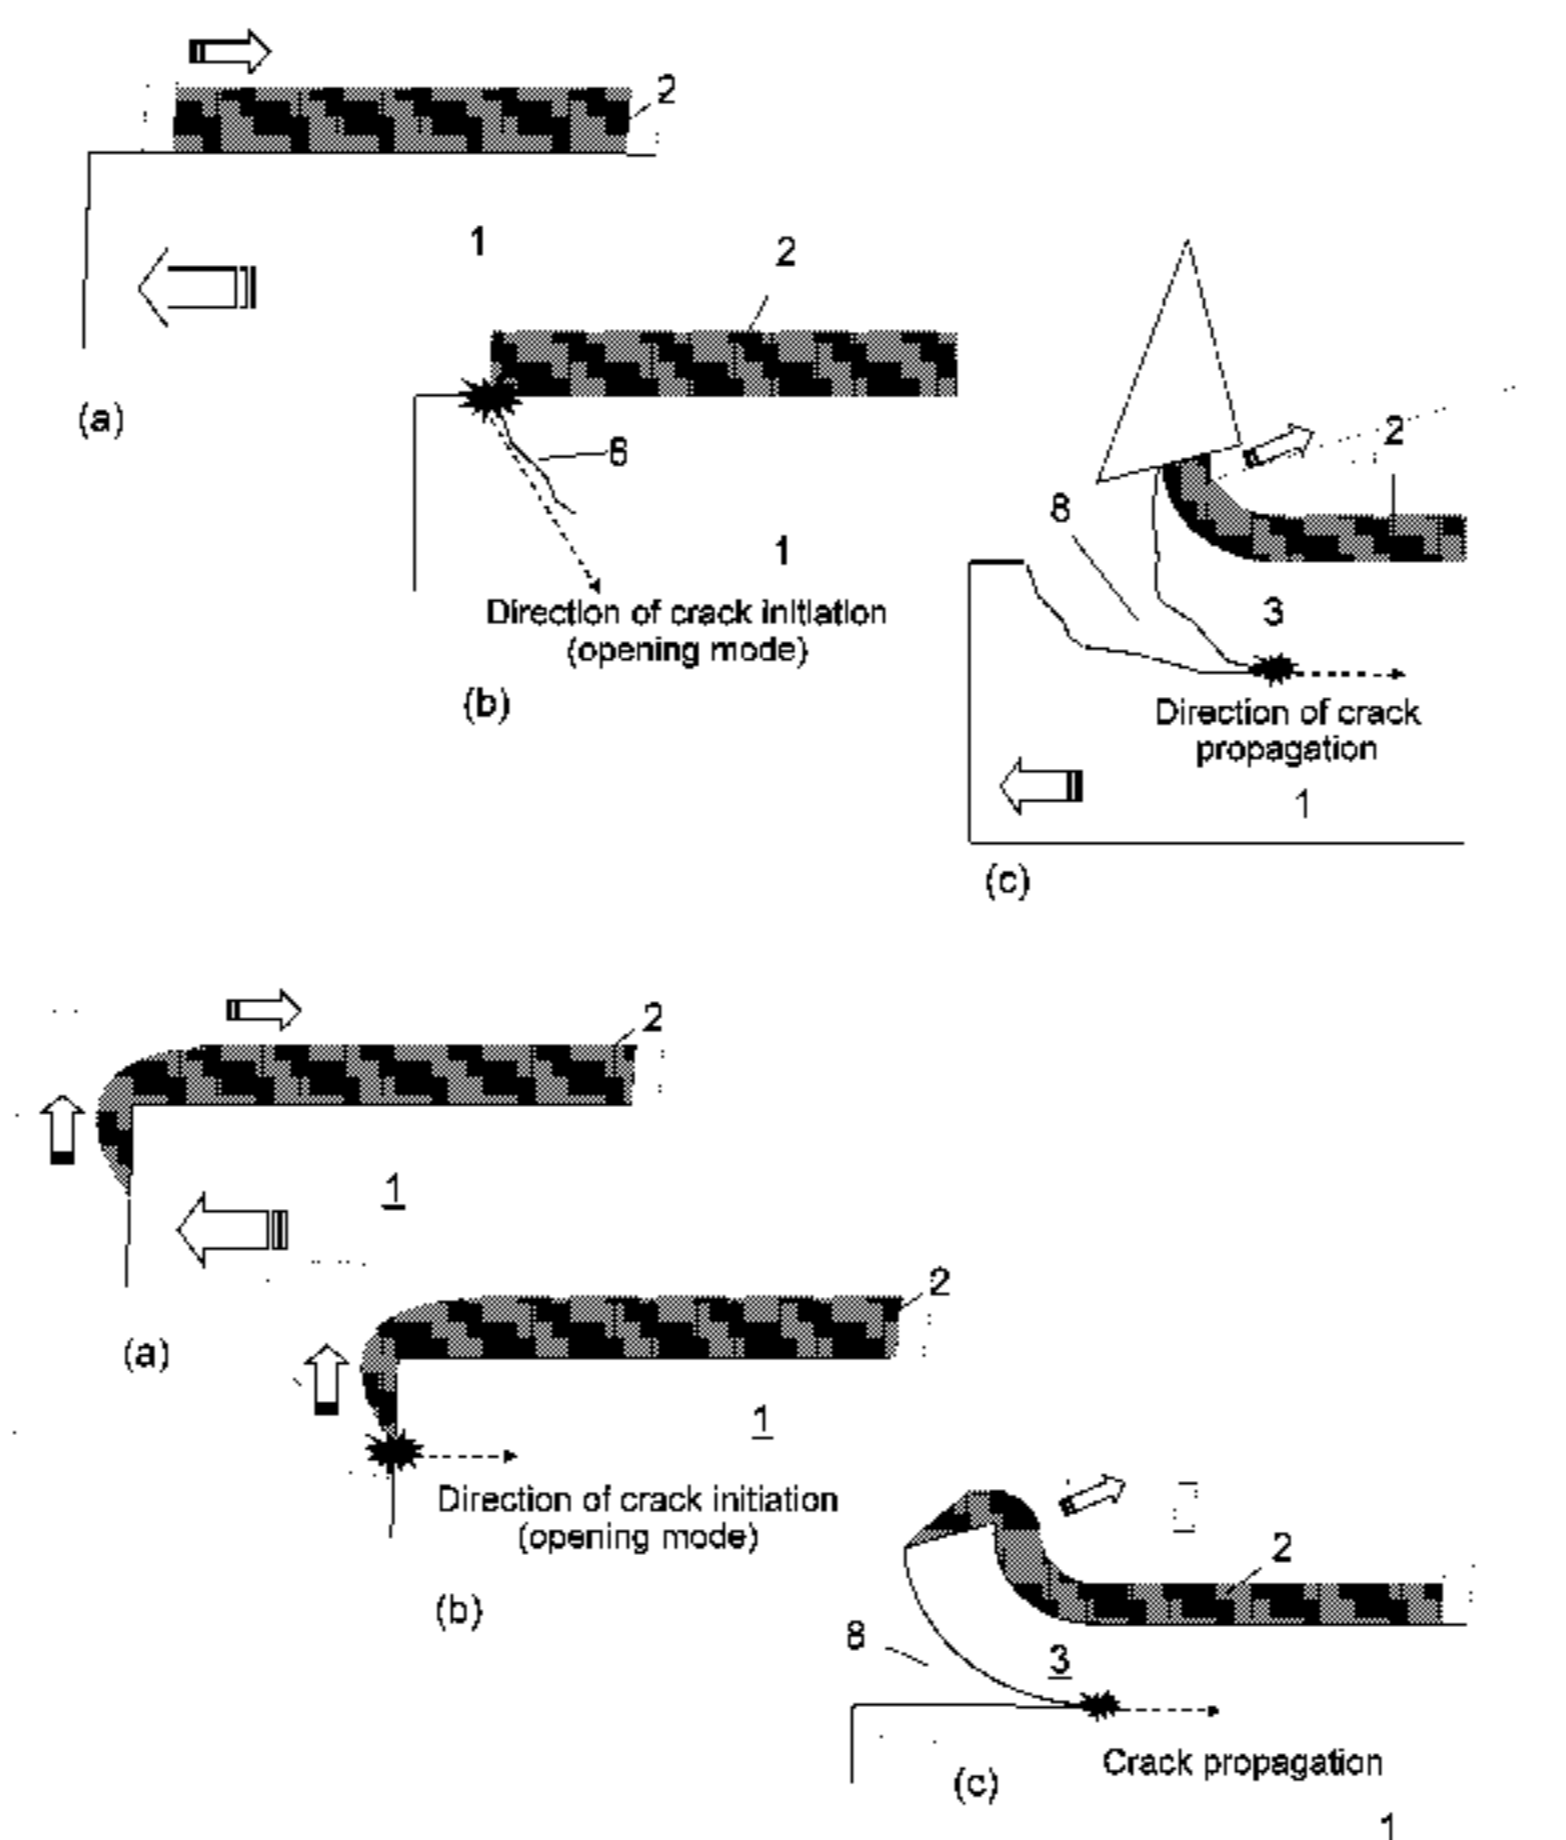 2
1
(a)
2
6
1
Direction of crack initiation
(opening mode)
(b)
2
8
3
Direction of crack
propagation
1
(c)
2
1
(a)
2
1
Direction of crack initiation
(opening mode)
(b)
2
8
3
Crack propagation
(c)
1